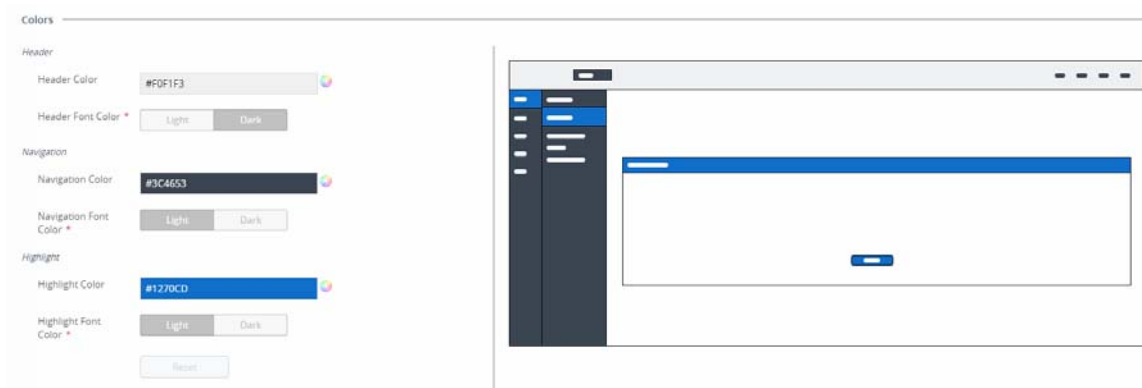 Colors
Header
Header Color
#F0F1F3
Header Font Color *
Light
Dark
Navigation
Navigation Color
#3C4653
Navigation Font
Color *
Light
Dark
Highlight
Highlight Color
#1270CD
Highlight Font
Color *
Light
Dark
Reset